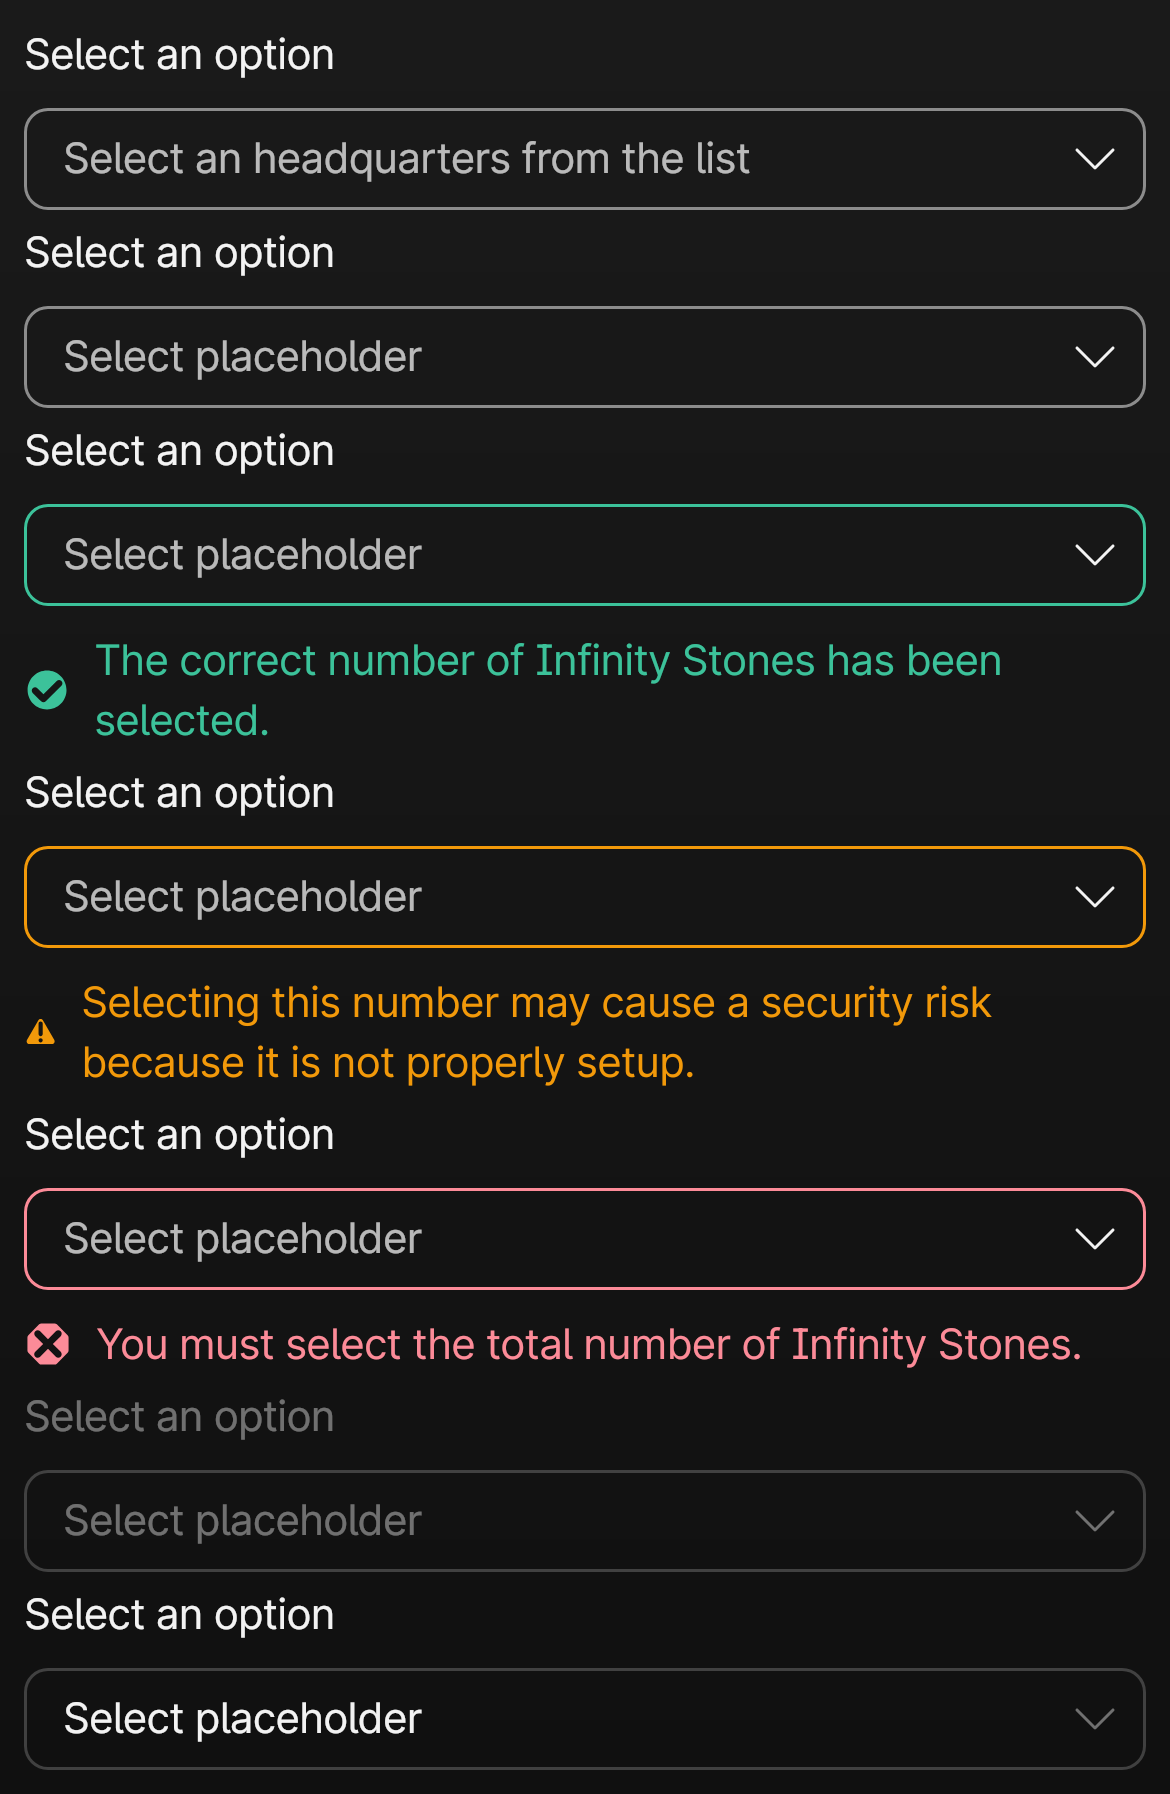 Select an option
Select an headquarters from the list
Select an option
Select placeholder
Select an option
Select placeholder
The correct number of Infinity Stones has been
selected.
Select an option
Select placeholder
Selecting this number may cause a security risk
because it is not properly setup.
Select an option
Select placeholder
You must select the total number of Infinity Stones.
Select an option
Select placeholder
Select an option
Select placeholder